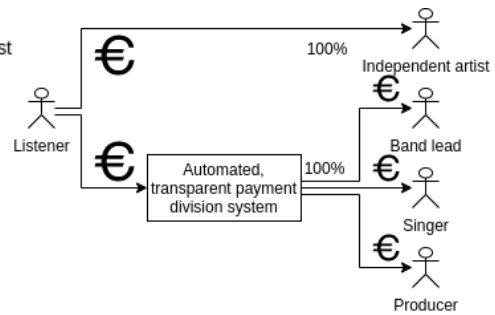 €
100%
st
Independent artist
€
Listener
Band lead
€
Automated,
transparent payment
division system
100%
€
Singer
€
Producer